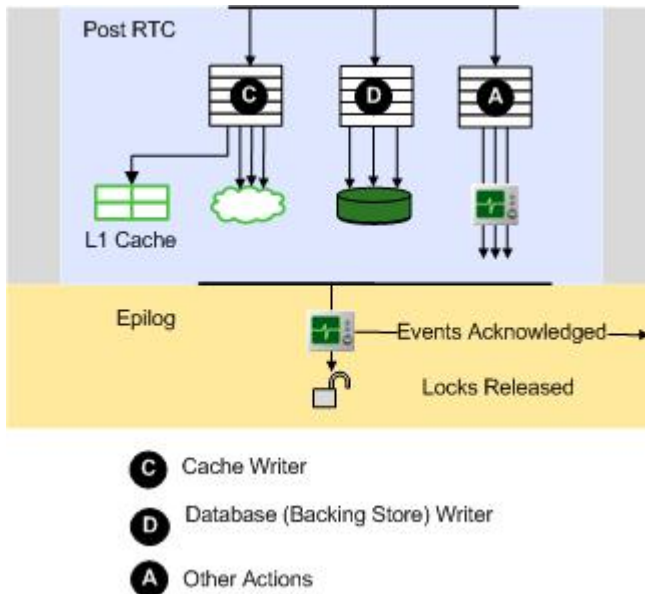 Post RTC
C
D
A
L1 Cache
Epilog
Events Acknowledged
Locks Released
C Cache Writer
D Database (Backing Store) Writer
A Other Actions